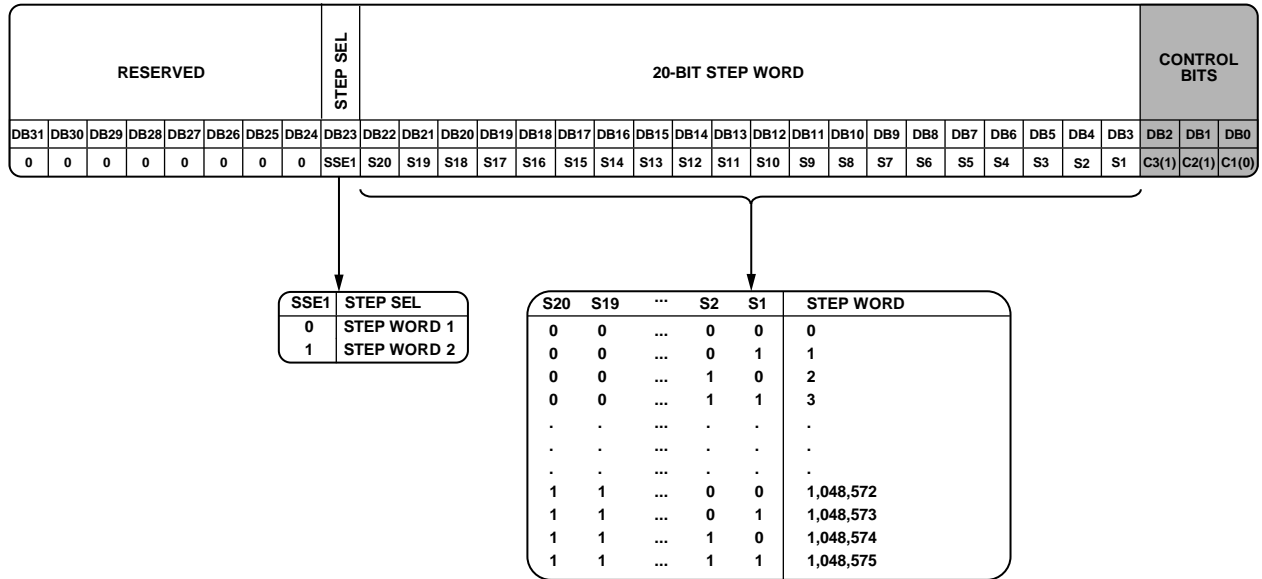 RESERVED STEP SEL 20-BIT STEP WORD CONTROL BITS
DB31 DB30 DB29 DB28 DB27 DB26 DB25 DB24 DB23 DB22 DB21 DB20 DB19 DB18 DB17 DB16 DB15 DB14 DB13 DB12 DB11 DB10 DB9 DB8 DB7 DB6 DB5 DB4 DB3 DB2 DB1 DB0
0 0 0 0 0 0 0 0 SSE1 S20 S19 S18 S17 S16 S15 S14 S13 S12 S11 S10 S9 S8 S7 S6 S5 S4 S3 S2 S1 C3(1) C2(1) C1(0)
SSE1 STEP SEL
0 STEP WORD 1
1 STEP WORD 2
S20 S19 ... S2 S1 STEP WORD
0 0 ... 0 0 0
0 0 ... 0 1 1
0 0 ... 1 0 2
0 0 ... 1 1 3
. . ... . . .
. . ... . . .
. . ... . . .
1 1 ... 0 0 1,048,572
1 1 ... 0 1 1,048,573
1 1 ... 1 0 1,048,574
1 1 ... 1 1 1,048,575